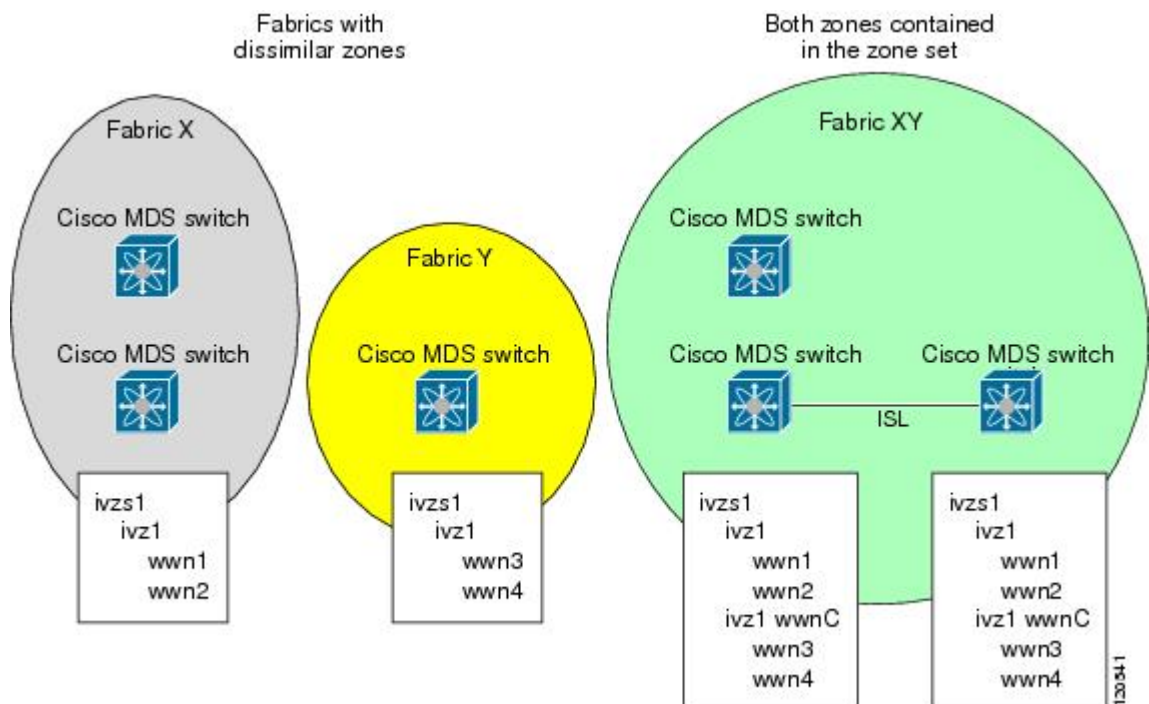 Fabrics with
dissimilar zones
Both zones contained
in the zone set
Fabric X
Cisco MDS switch
Cisco MDS switch
ivzs1
ivz1
wwn1
wwn2
Fabric Y
Cisco MDS switch
ivzs1
ivz1
wwn3
wwn4
Fabric XY
Cisco MDS switch
Cisco MDS switch
Cisco MDS switch
ISL
ivzs1
ivz1
wwn1
wwn2
ivz1 wwnC
wwn3
wwn4
ivzs1
ivz1
wwn1
wwn2
ivz1 wwnC
wwn3
wwn4
120541